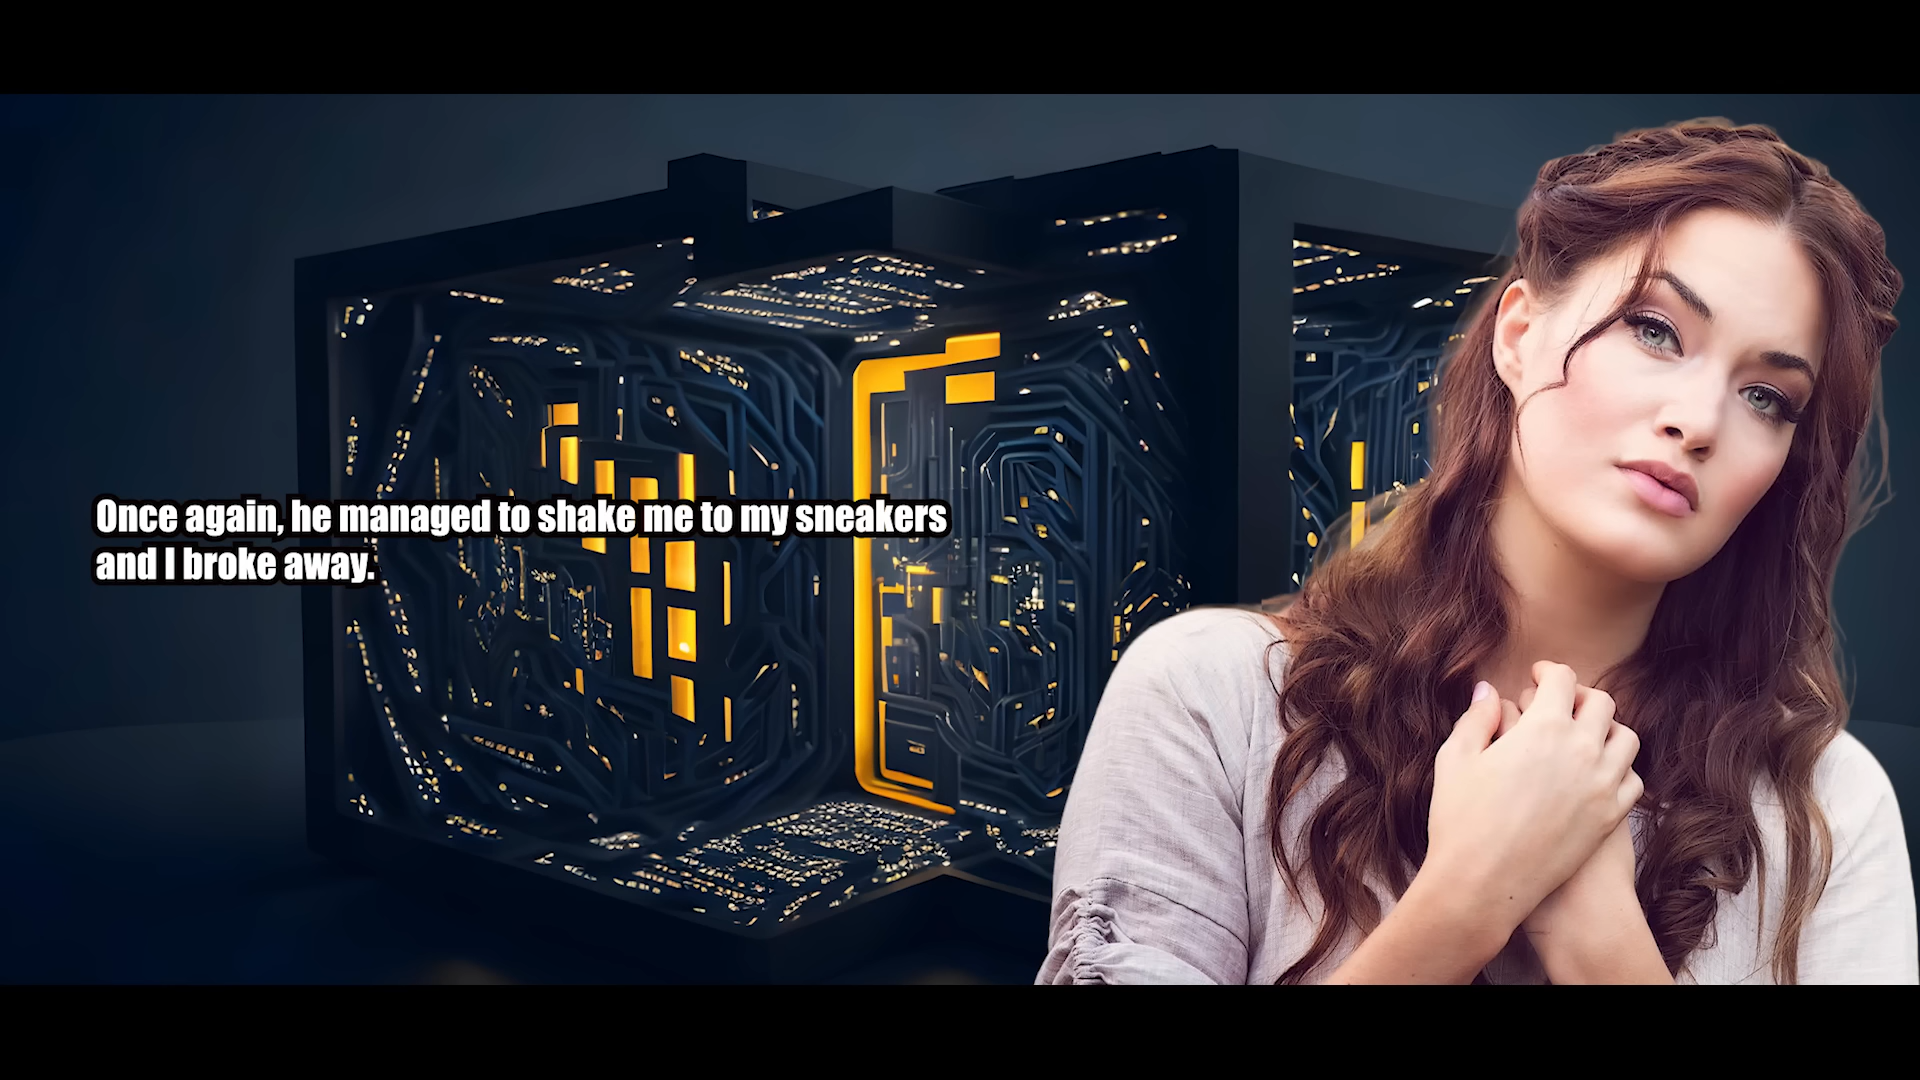 Once again, he managed to shake me to my sneakers
and I broke away.